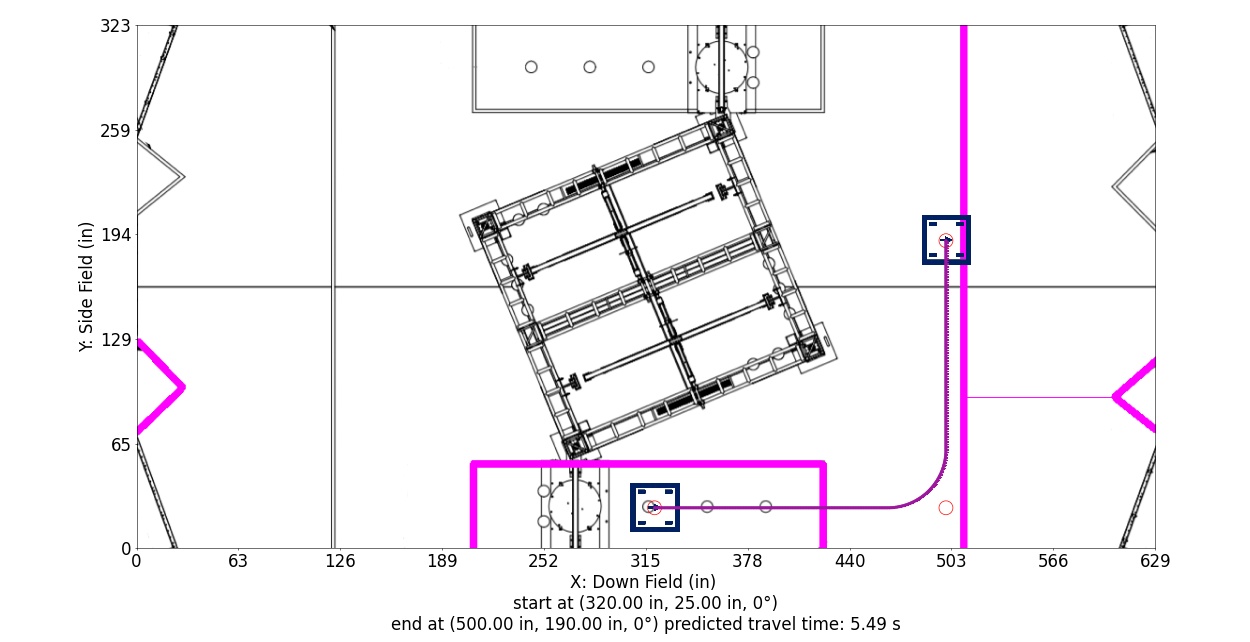 323
259
194
129
65
0
Y: Side Field (in)
0 63 126 189 252 315 378 440 503 566 629
X: Down Field (in)
start at (320.00 in, 25.00 in, 0°)
end at (500.00 in, 190.00 in, 0°) predicted travel time: 5.49 s